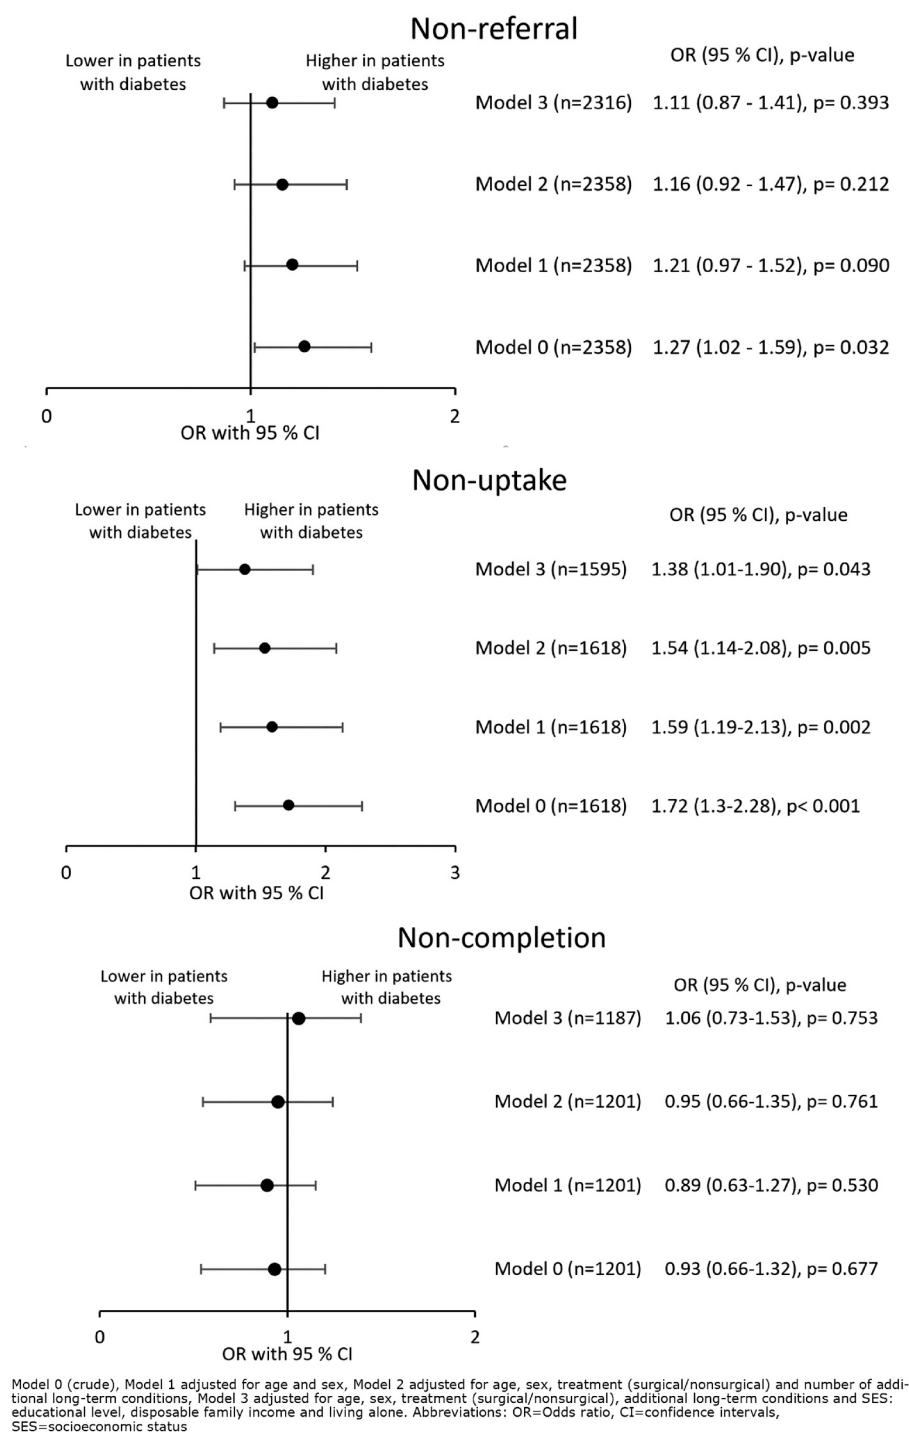 Non-referral
Lower in patients
with diabetes
Higher in patients
with diabetes
OR (95 % CI), p-value
Model 3 (n=2316) 1.11 (0.87 - 1.41), p= 0.393
Model 2 (n=2358) 1.16 (0.92 - 1.47), p= 0.212
Model 1 (n=2358) 1.21 (0.97 - 1.52), p= 0.090
Model 0 (n=2358) 1.27 (1.02 - 1.59), p= 0.032
0 1 2
OR with 95 % CI
Non-uptake
Lower in patients
with diabetes
Higher in patients
with diabetes
OR (95 % CI), p-value
Model 3 (n=1595) 1.38 (1.01-1.90), p= 0.043
Model 2 (n=1618) 1.54 (1.14-2.08), p= 0.005
Model 1 (n=1618) 1.59 (1.19-2.13), p= 0.002
Model 0 (n=1618) 1.72 (1.3-2.28), p< 0.001
0 1 2 3
OR with 95 % CI
Non-completion
Lower in patients
with diabetes
Higher in patients
with diabetes
OR (95 % CI), p-value
Model 3 (n=1187) 1.06 (0.73-1.53), p= 0.753
Model 2 (n=1201) 0.95 (0.66-1.35), p= 0.761
Model 1 (n=1201) 0.89 (0.63-1.27), p= 0.530
Model 0 (n=1201) 0.93 (0.66-1.32), p= 0.677
0 1 2
OR with 95 % CI
Model 0 (crude), Model 1 adjusted for age and sex, Model 2 adjusted for age, sex, treatment (surgical/nonsurgical) and number of addi-
tional long-term conditions, Model 3 adjusted for age, sex, treatment (surgical/nonsurgical), additional long-term conditions and SES:
educational level, disposable family income and living alone. Abbreviations: OR=Odds ratio, CI=confidence intervals,
SES=socioeconomic status